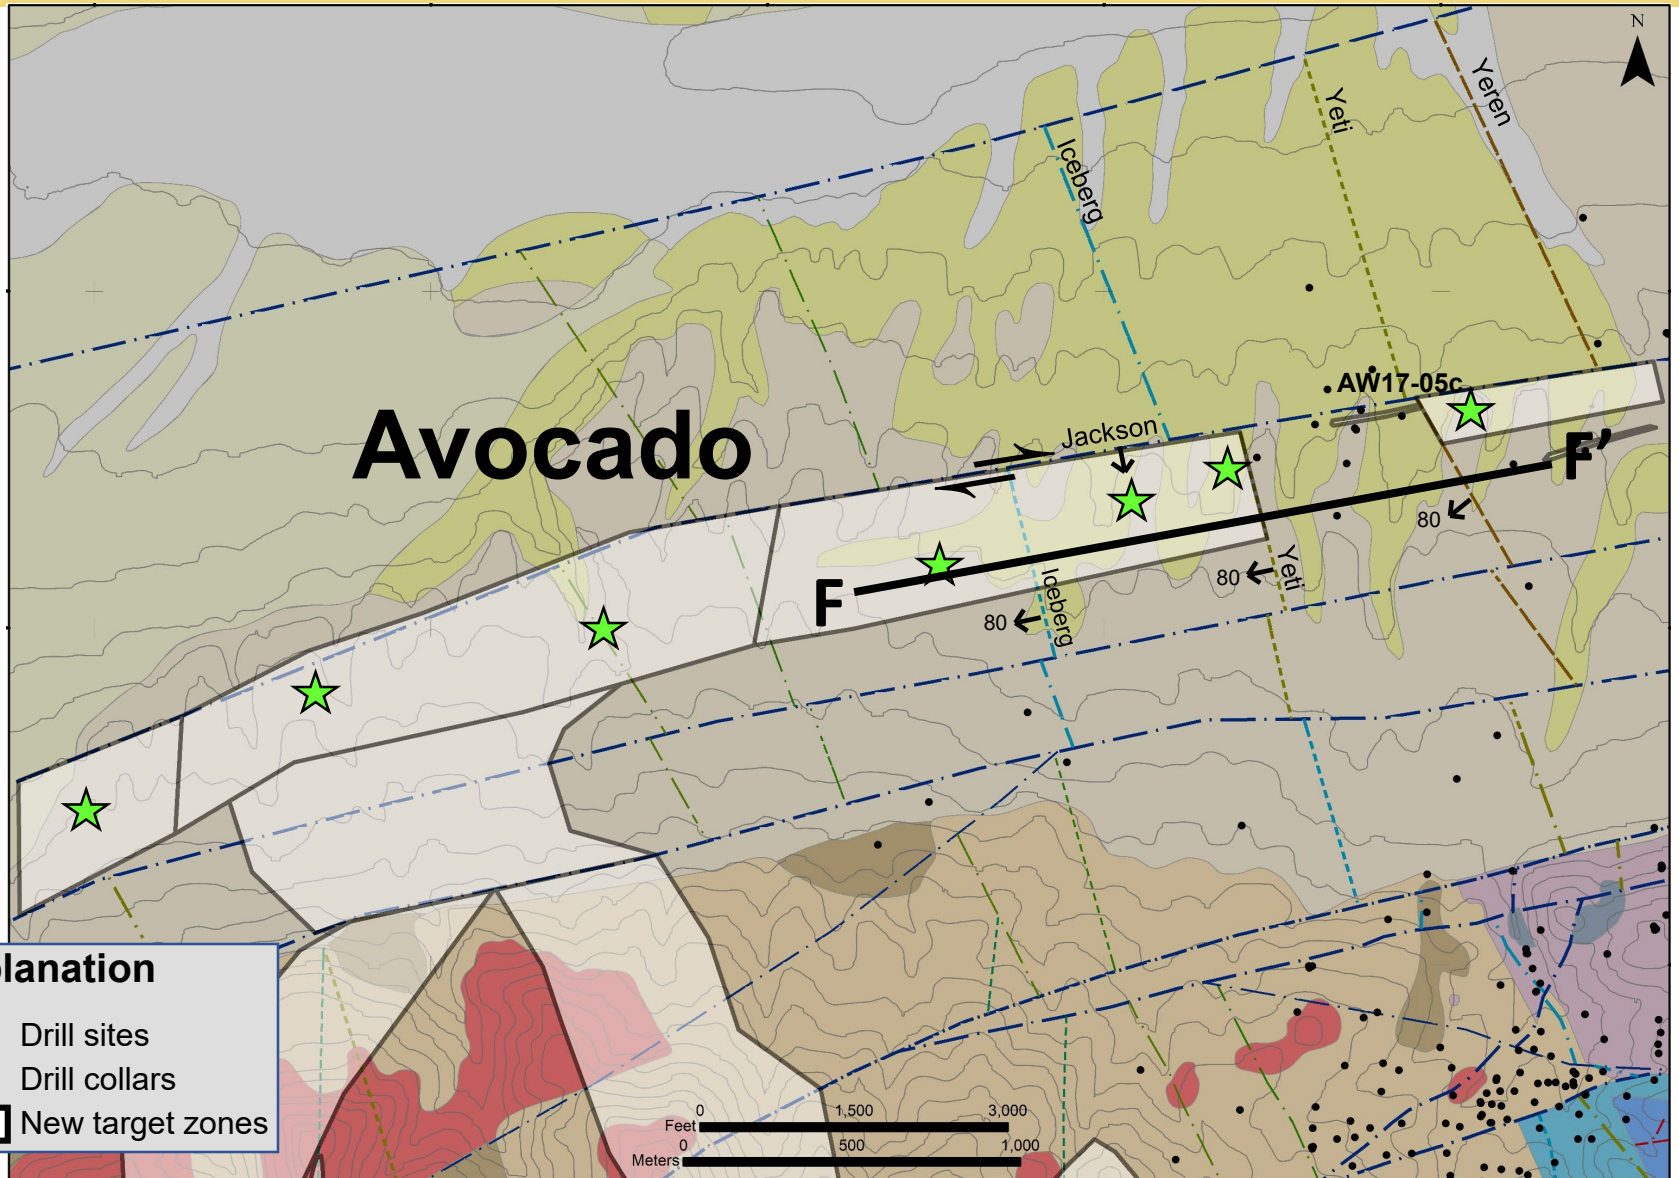 N
Yeti
Yeren
Iceberg
AW17-05c
Avocado
Jackson
F'
80
F
Iceberg
80
Yeti
80
lanation
Drill sites
Drill collars
New target zones
0 1,500 3,000
Feet
0 500 1,000
Meters